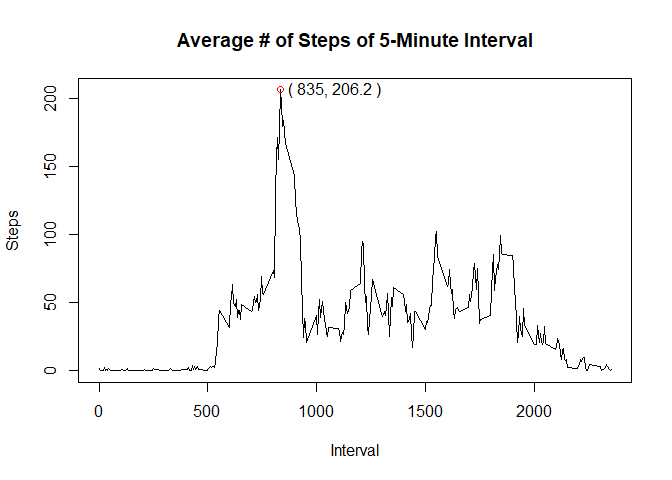 Average # of Steps of 5-Minute Interval
( 835, 206.2 )
Steps
200
150
100
50
0
0 500 1000 1500 2000
Interval